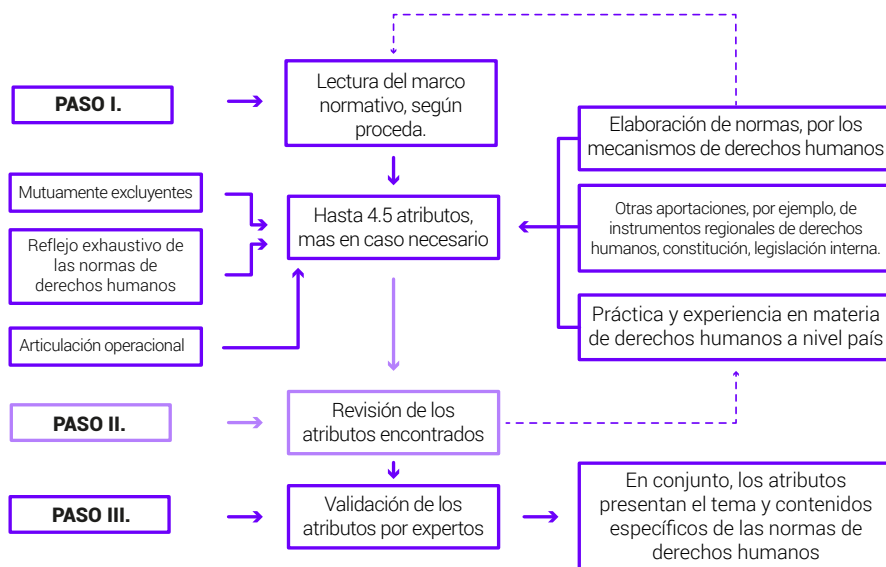 PASO I.
Lectura del marco
normativo, según
proceda.
Elaboración de normas, por los
mecanismos de derechos humanos
Mutuamente excluyentes
Reflejo exhaustivo de
las normas de
derechos humanos
Articulación operacional
Hasta 4.5 atributos,
mas en caso necesario
Otras aportaciones, por ejemplo, de
instrumentos regionales de derechos
humanos, constitución, legislación interna.
Práctica y experiencia en materia
de derechos humanos a nivel país
PASO II.
Revisión de los
atributos encontrados
PASO III.
Validación de los
atributos por expertos
En conjunto, los atributos
presentan el tema y contenidos
específicos de las normas de
derechos humanos